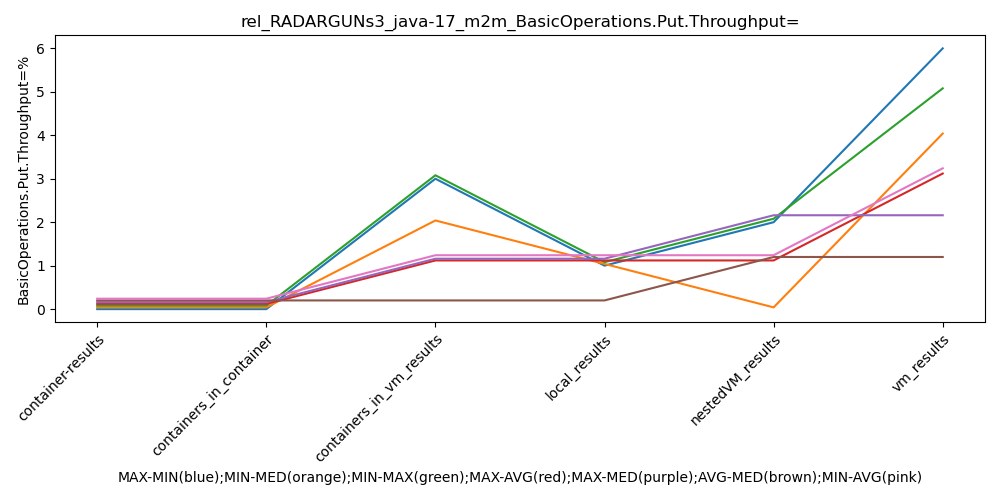 rel_RADARGUNs3_java-17_m2m_BasicOperations.Put.Throughput=
BasicOperations.Put.Throughput=%
6
5
4
3
2
1
0
container-results
containers_in_container
containers_in_vm_results
local_results
nestedVM_results
vm_results
MAX-MIN(blue);MIN-MED(orange);MIN-MAX(green);MAX-AVG(red);MAX-MED(purple);AVG-MED(brown);MIN-AVG(pink)